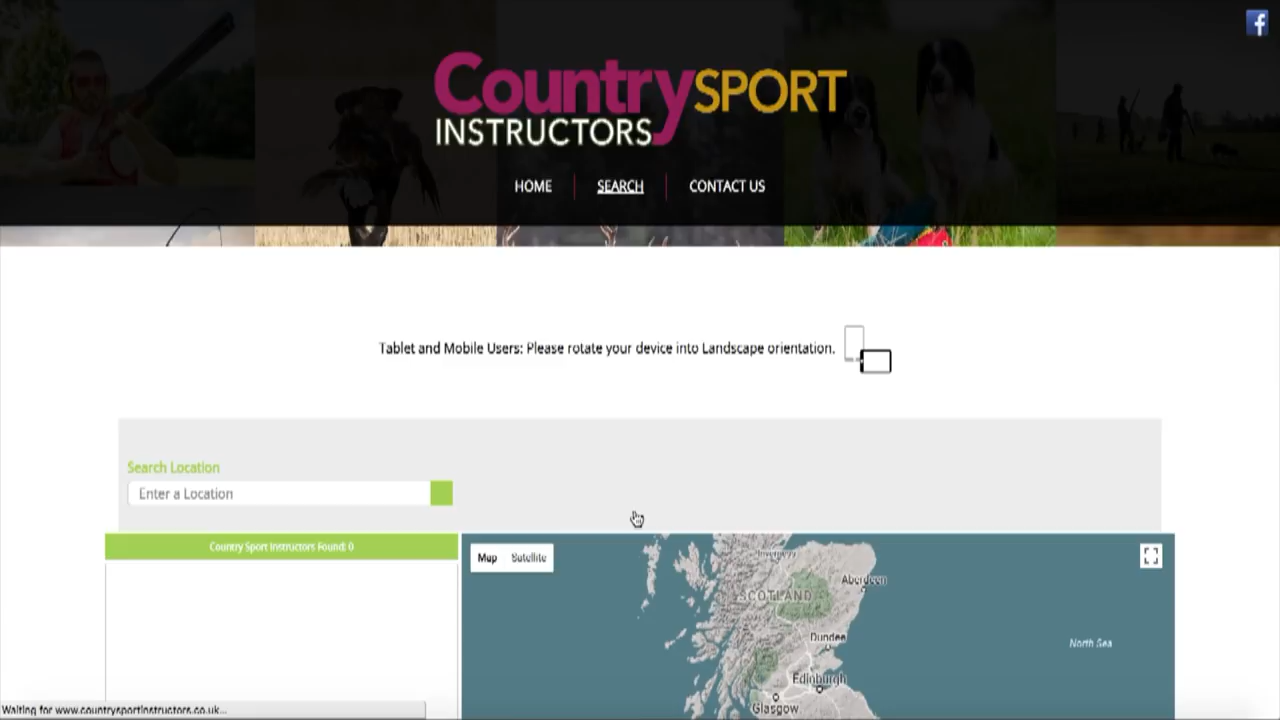 Country SPORT
INSTRUCTORS
HOME
SEARCH
CONTACT US
Tablet and Mobile Users: Please rotate your device into Landscape orientation.
Search Location
Enter a Location
Country Sport Instructors Found: 0
Map
Satellite
Inverness
Aberdeen
SCOTLAND
Dundee
North Sea
Edinburgh
Glasgow
Waiting for www.countrysportinstructors.co.uk...